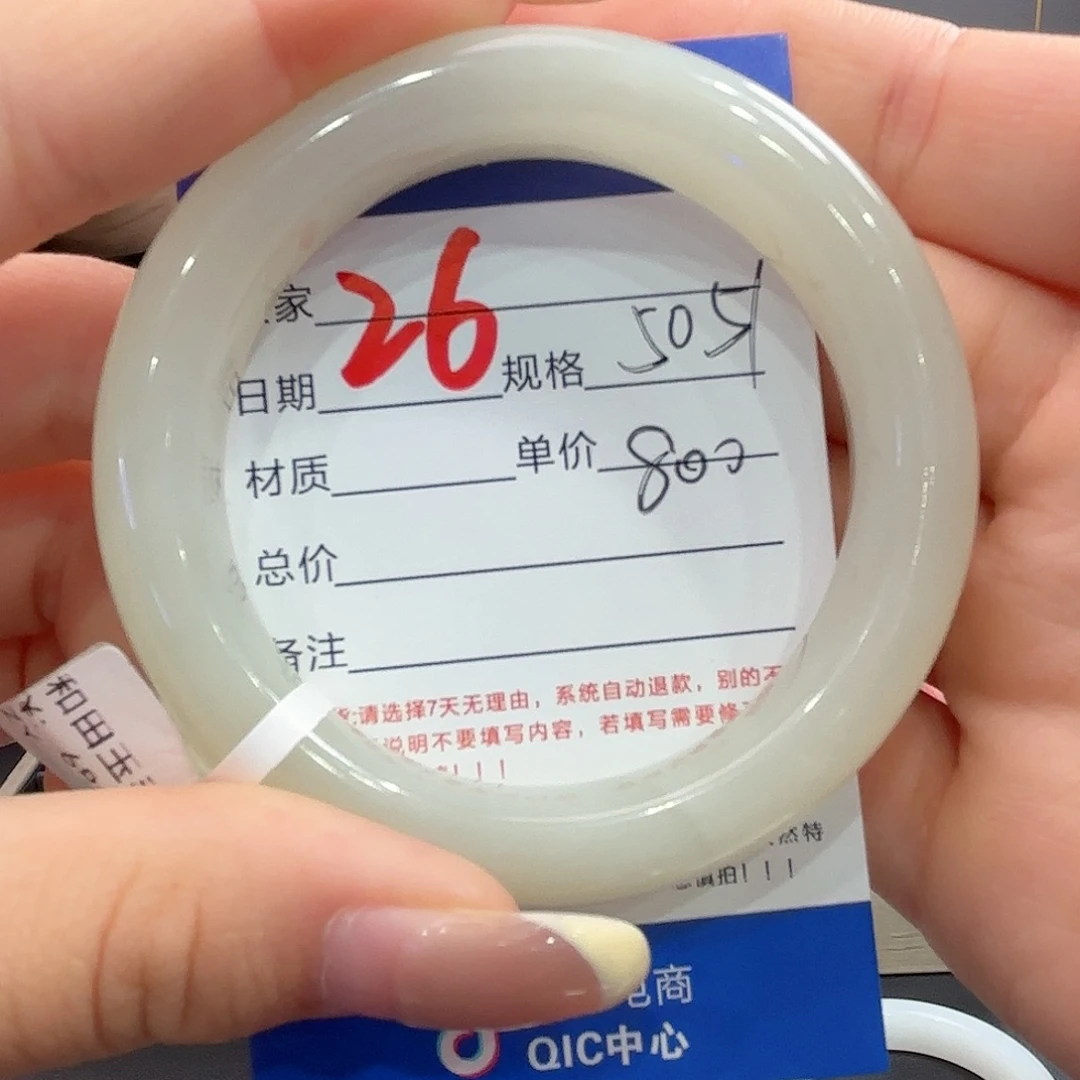 家 26
日期 规格 5051
材质 单价 800
总价
备注
请选择7天无理由，系统自动退款，别的不
说明不要填写内容，若填写需要修
！！！
然特
慎拍！！！
电商
QIC中心
和田玉